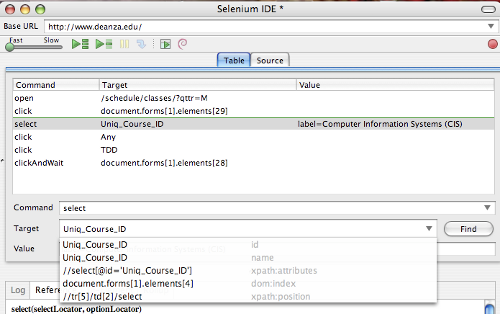 Selenium IDE *
Base URL http://www.deanza.edu/
Fast Slow
Table Source
Command Target Value
open /schedule/classes/?qttr=M
click document.forms[1].elements[29]
select Uniq_Course_ID label=Computer Information Systems (CIS)
click Any
click TDD
clickAndWait document.forms[1].elements[28]
Command select
Target Uniq_Course_ID Find
Value
Uniq_Course_ID id
Uniq_Course_ID name
//select[@id='Uniq_Course_ID'] xpath:attributes
document.forms[1].elements[4] dom:index
//tr[5]/td[2]/select xpath:position
Log Refere
select(selectLocator, optionLocator)